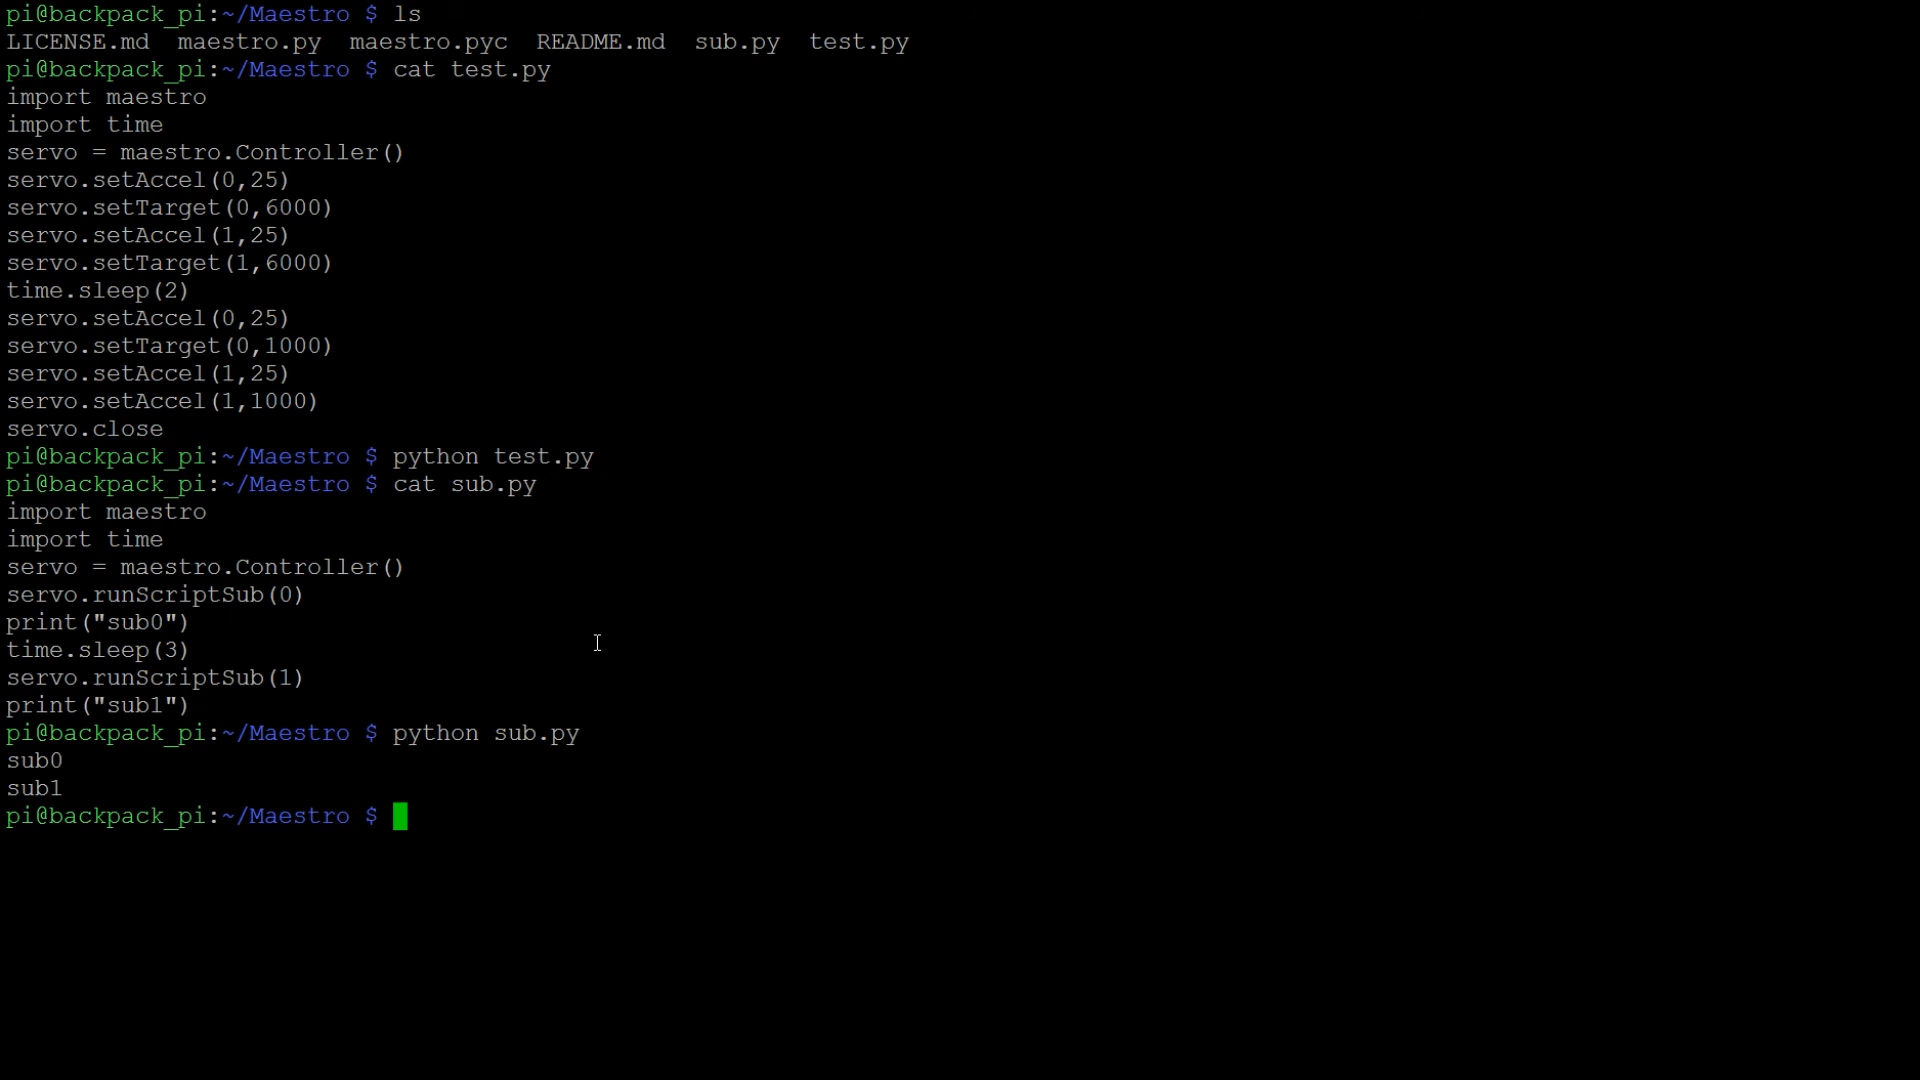 pi@backpack_pi:~/Maestro $ ls
LICENSE.md  maestro.py  maestro.pyc  README.md  sub.py  test.py
pi@backpack_pi:~/Maestro $ cat test.py
import maestro
import time
servo = maestro.Controller()
servo.setAccel(0,25)
servo.setTarget(0,6000)
servo.setAccel(1,25)
servo.setTarget(1,6000)
time.sleep(2)
servo.setAccel(0,25)
servo.setTarget(0,1000)
servo.setAccel(1,25)
servo.setAccel(1,1000)
servo.close
pi@backpack_pi:~/Maestro $ python test.py
pi@backpack_pi:~/Maestro $ cat sub.py
import maestro
import time
servo = maestro.Controller()
servo.runScriptSub(0)
print("sub0")
time.sleep(3)
servo.runScriptSub(1)
print("sub1")
pi@backpack_pi:~/Maestro $ python sub.py
sub0
sub1
pi@backpack_pi:~/Maestro $